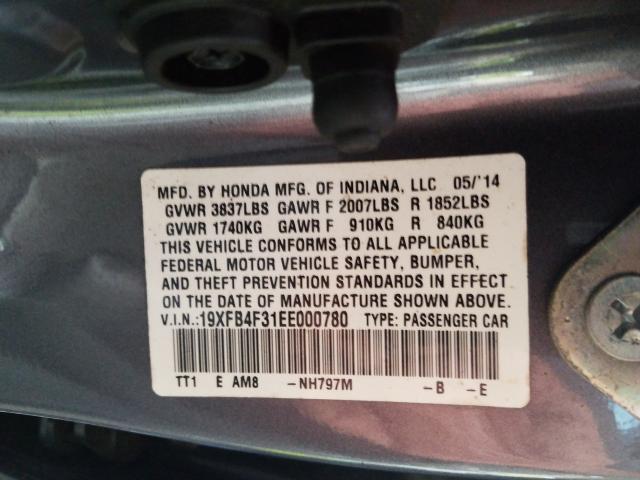 MFD. BY HONDA MFG. OF INDIANA, LLC 05/'14
GVWR 3837LBS GAWR F 2007LBS R 1852LBS
GVWR 1740KG GAWR F 910KG R 840KG
THIS VEHICLE CONFORMS TO ALL APPLICABLE
FEDERAL MOTOR VEHICLE SAFETY, BUMPER,
AND THEFT PREVENTION STANDARDS IN EFFECT
ON THE DATE OF MANUFACTURE SHOWN ABOVE.
V.I.N.:19XFB4F31EE000780 TYPE: PASSENGER CAR
TT1 E AM8 -NH797M -B -E